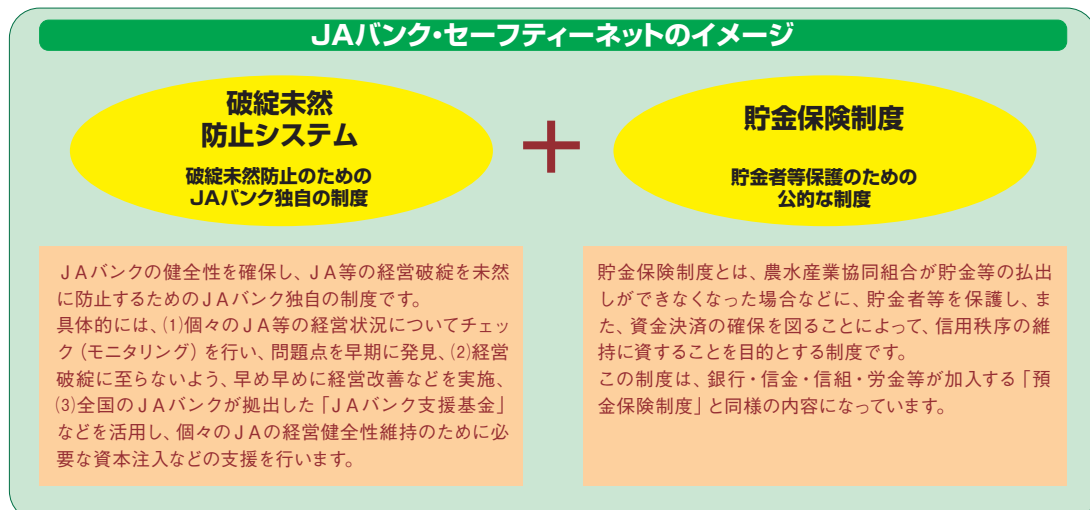 JAバンク・セーフティーネットのイメージ
破綻未然
防止システム
破綻未然防止のための
JAバンク独自の制度
+
貯金保険制度
貯金者等保護のための
公的な制度
JAバンクの健全性を確保し、JA等の経営破綻を未然
に防止するためのJAバンク独自の制度です。
具体的には、⑴個々のJA等の経営状況についてチェッ
ク（モニタリング）を行い、問題点を早期に発見、⑵経営
破綻に至らないよう、早め早めに経営改善などを実施、
⑶全国のJAバンクが拠出した「JAバンク支援基金」
などを活用し、個々のJAの経営健全性維持のために必
要な資本注入などの支援を行います。
貯金保険制度とは、農水産業協同組合が貯金等の払出
しができなくなった場合などに、貯金者等を保護し、ま
た、資金決済の確保を図ることによって、信用秩序の維
持に資することを目的とする制度です。
この制度は、銀行・信金・信組・労金等が加入する「預
金保険制度」と同様の内容になっています。